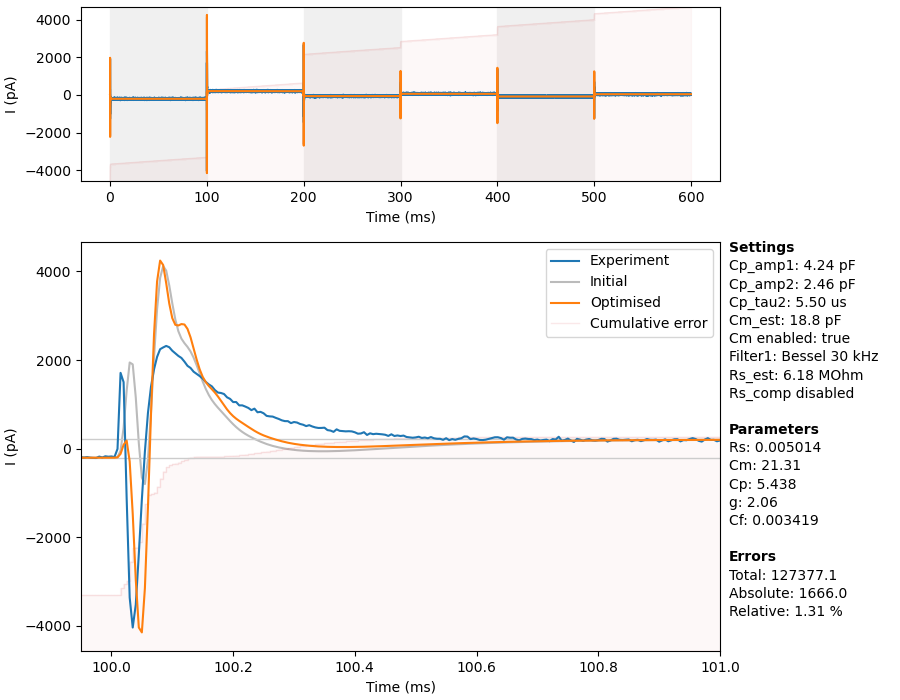 4000
2000
0
−2000
−4000
I (pA)
0 100 200 300 400 500 600
Time (ms)
4000
2000
0
−2000
−4000
I (pA)
Experiment
Initial
Optimised
Cumulative error
100.0 100.2 100.4 100.6 100.8 101.0
Time (ms)
Settings
Cp_amp1: 4.24 pF
Cp_amp2: 2.46 pF
Cp_tau2: 5.50 us
Cm_est: 18.8 pF
Cm enabled: true
Filter1: Bessel 30 kHz
Rs_est: 6.18 MOhm
Rs_comp disabled
Parameters
Rs: 0.005014
Cm: 21.31
Cp: 5.438
g: 2.06
Cf: 0.003419
Errors
Total: 127377.1
Absolute: 1666.0
Relative: 1.31 %